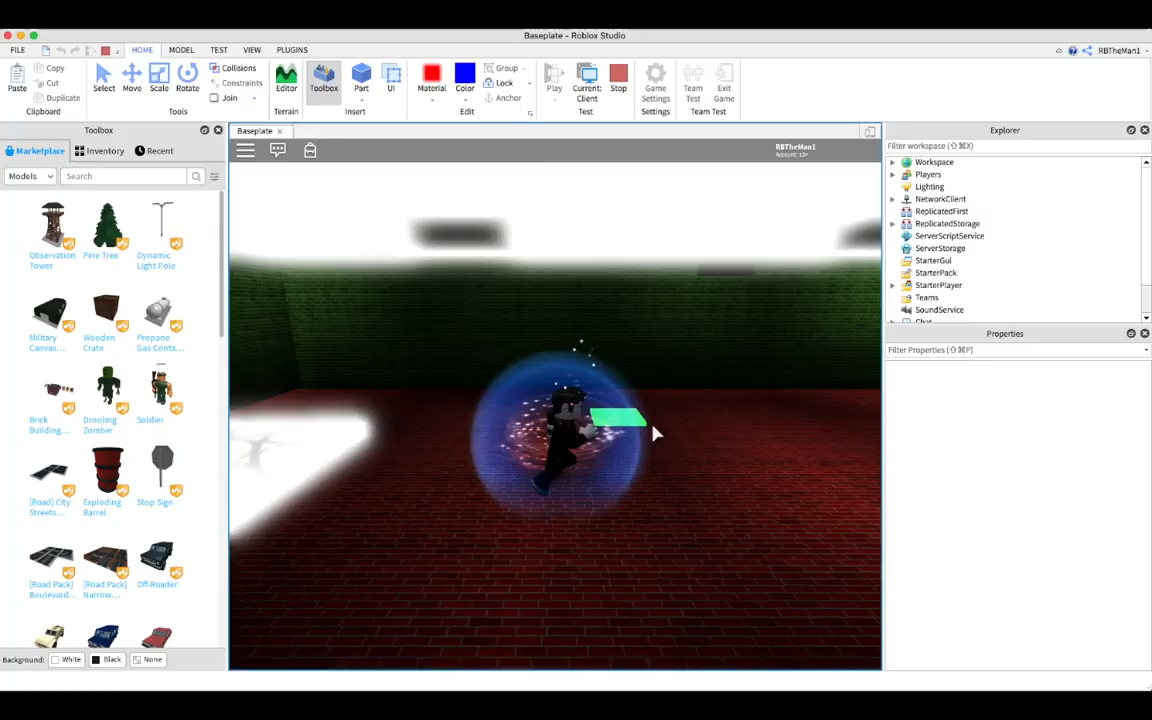 Baseplate - Roblox Studio
FILE HOME MODEL TEST VIEW PLUGINS RBTheMan1
Paste Copy Cut Duplicate Select Move Scale Rotate Collisions Constraints Join Editor Toolbox Part UI Material Color Group Lock Anchor Play Current: Client Stop Game Settings Team Test Exit Game
Clipboard Tools Terrain Insert Edit Test Settings Team Test
Toolbox
Marketplace Inventory Recent
Models Search
Observation Tower
Pine Tree
Dynamic Light Pole
Military Canvas...
Wooden Crate
Propane Gas Conta...
Brick Building...
Drooling Zombie
Soldier
[Road] City Streets...
Exploding Barrel
Stop Sign
[Road Pack] Boulevard...
[Road Pack] Narrow...
Off-Roader
Background: White Black None
Baseplate
RBTheMan1
Account: 13+
Explorer
Filter workspace (⇧⌘X)
Workspace
Players
Lighting
NetworkClient
ReplicatedFirst
ReplicatedStorage
ServerScriptService
ServerStorage
StarterGui
StarterPack
StarterPlayer
Teams
SoundService
Chat
Properties
Filter Properties (⇧⌘P)